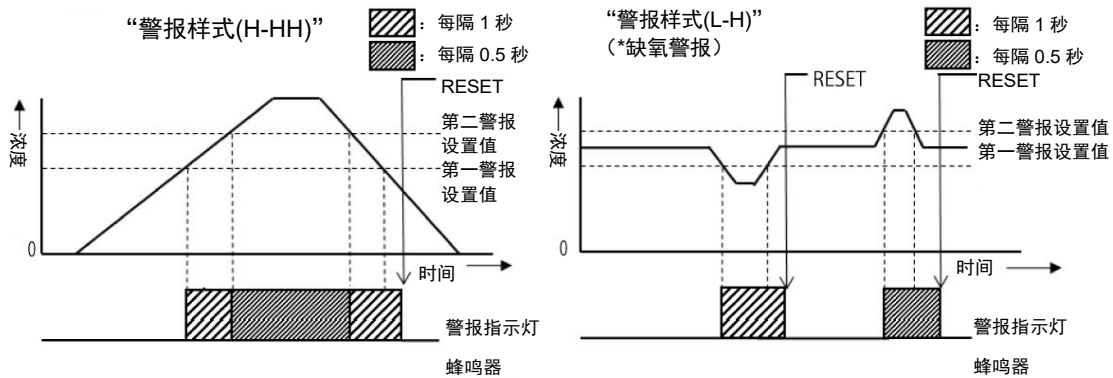 “警报样式(H-HH)”
：每隔 1 秒
：每隔 0.5 秒
RESET
浓度
第二警报
设置值
第一警报
设置值
0
时间
警报指示灯
蜂鸣器
“警报样式(L-H)”
（*缺氧警报）
：每隔 1 秒
：每隔 0.5 秒
RESET
RESET
浓度
第二警报设置值
第一警报设置值
0
时间
警报指示灯
蜂鸣器